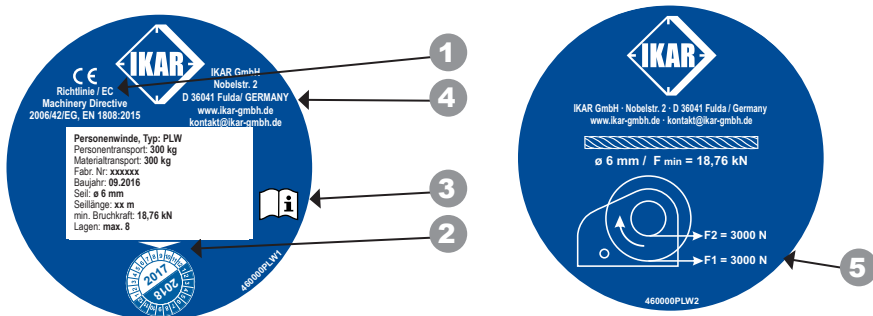 IKAR
CE
Richtlinie / EC
Machinery Directive
2006/42/EG, EN 1808:2015
IKAR GmbH
Nobelstr. 2
D 36041 Fulda/ GERMANY
www.ikar-gmbh.de
kontakt@ikar-gmbh.de
Personenwinde, Typ: PLW
Personentransport: 300 kg
Materialtransport: 300 kg
Fabr. Nr: xxxxxx
Baujahr: 09.2016
Seil: ø 6 mm
Seillänge: xx m
min. Bruchkraft: 18,76 kN
Lagen: max. 8
i
2017
2018
460000PLW1
1
4
3
2
IKAR
IKAR GmbH · Nobelstr. 2 · D 36041 Fulda / Germany
www.ikar-gmbh.de · kontakt@ikar-gmbh.de
ø 6 mm / F min = 18,76 kN
F2 = 3000 N
F1 = 3000 N
460000PLW2
5